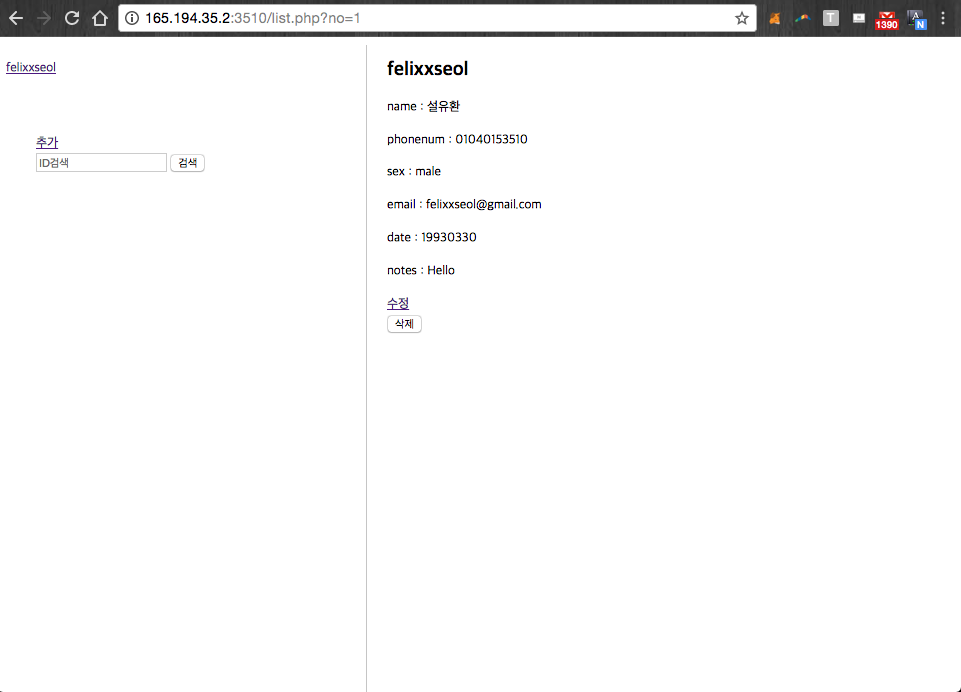 165.194.35.2:3510/list.php?no=1
T
1390
A
N
felixxseol
추가
ID검색 검색
felixxseol
name : 설유환
phonenum : 01040153510
sex : male
email : felixxseol@gmail.com
date : 19930330
notes : Hello
수정
삭제